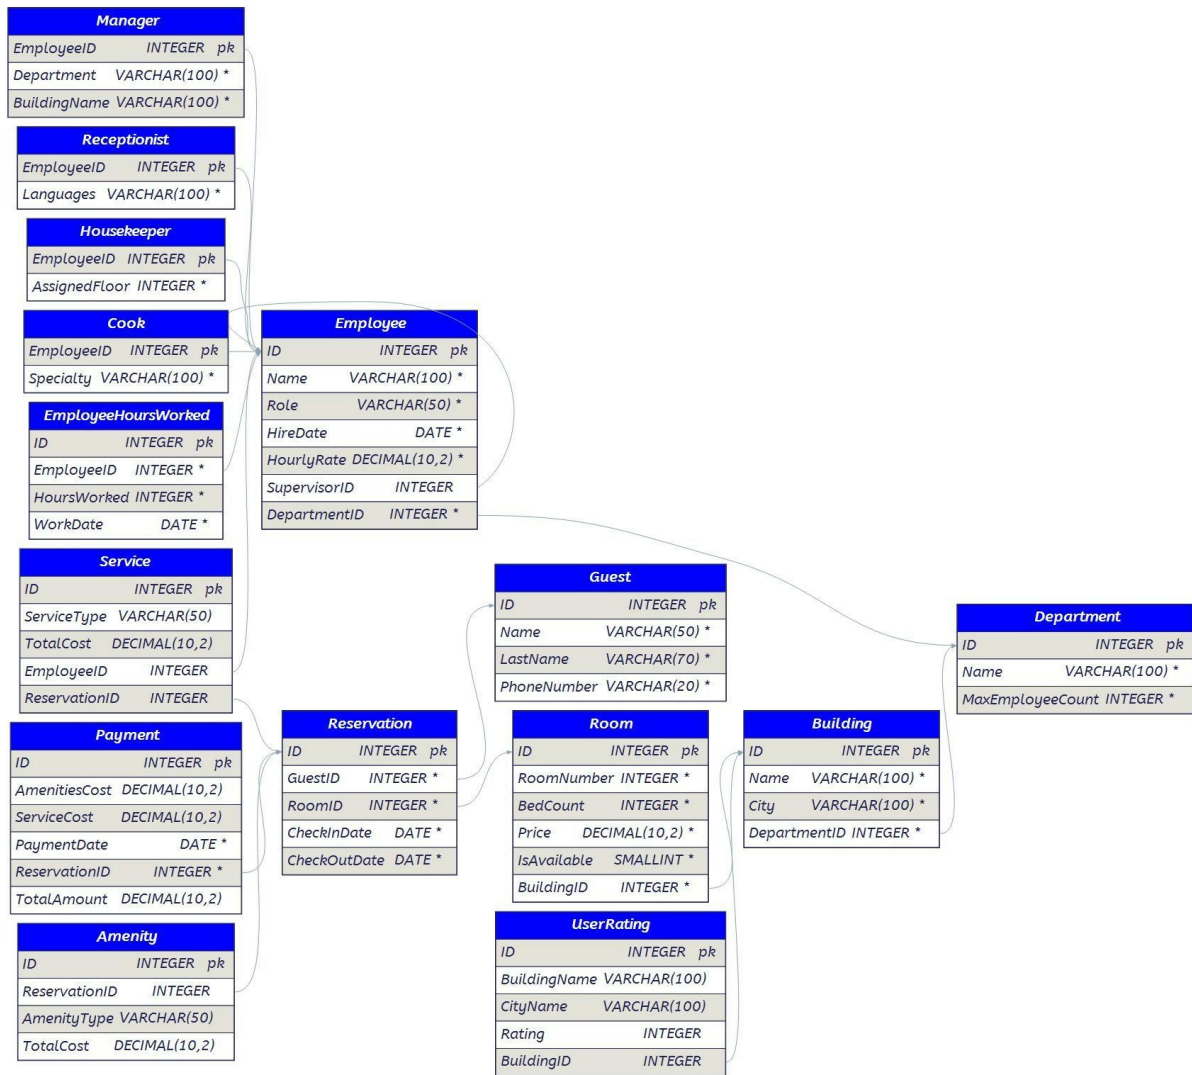 Manager
EmployeeID INTEGER pk
Department VARCHAR(100) *
BuildingName VARCHAR(100) *
Receptionist
EmployeeID INTEGER pk
Languages VARCHAR(100) *
Housekeeper
EmployeeID INTEGER pk
AssignedFloor INTEGER *
Cook
EmployeeID INTEGER pk
Specialty VARCHAR(100) *
EmployeeHoursWorked
ID INTEGER pk
EmployeeID INTEGER *
HoursWorked INTEGER *
WorkDate DATE *
Service
ID INTEGER pk
ServiceType VARCHAR(50)
TotalCost DECIMAL(10,2)
EmployeeID INTEGER
ReservationID INTEGER
Payment
ID INTEGER pk
AmenitiesCost DECIMAL(10,2)
ServiceCost DECIMAL(10,2)
PaymentDate DATE *
ReservationID INTEGER *
TotalAmount DECIMAL(10,2)
Amenity
ID INTEGER pk
ReservationID INTEGER
AmenityType VARCHAR(50)
TotalCost DECIMAL(10,2)
Employee
ID INTEGER pk
Name VARCHAR(100) *
Role VARCHAR(50) *
HireDate DATE *
HourlyRate DECIMAL(10,2) *
SupervisorID INTEGER
DepartmentID INTEGER *
Reservation
ID INTEGER pk
GuestID INTEGER *
RoomID INTEGER *
CheckInDate DATE *
CheckOutDate DATE *
Guest
ID INTEGER pk
Name VARCHAR(50) *
LastName VARCHAR(70) *
PhoneNumber VARCHAR(20) *
Room
ID INTEGER pk
RoomNumber INTEGER *
BedCount INTEGER *
Price DECIMAL(10,2) *
IsAvailable SMALLINT *
BuildingID INTEGER *
UserRating
ID INTEGER pk
BuildingName VARCHAR(100)
CityName VARCHAR(100)
Rating INTEGER
BuildingID INTEGER
Building
ID INTEGER pk
Name VARCHAR(100) *
City VARCHAR(100) *
DepartmentID INTEGER *
Department
ID INTEGER pk
Name VARCHAR(100) *
MaxEmployeeCount INTEGER *